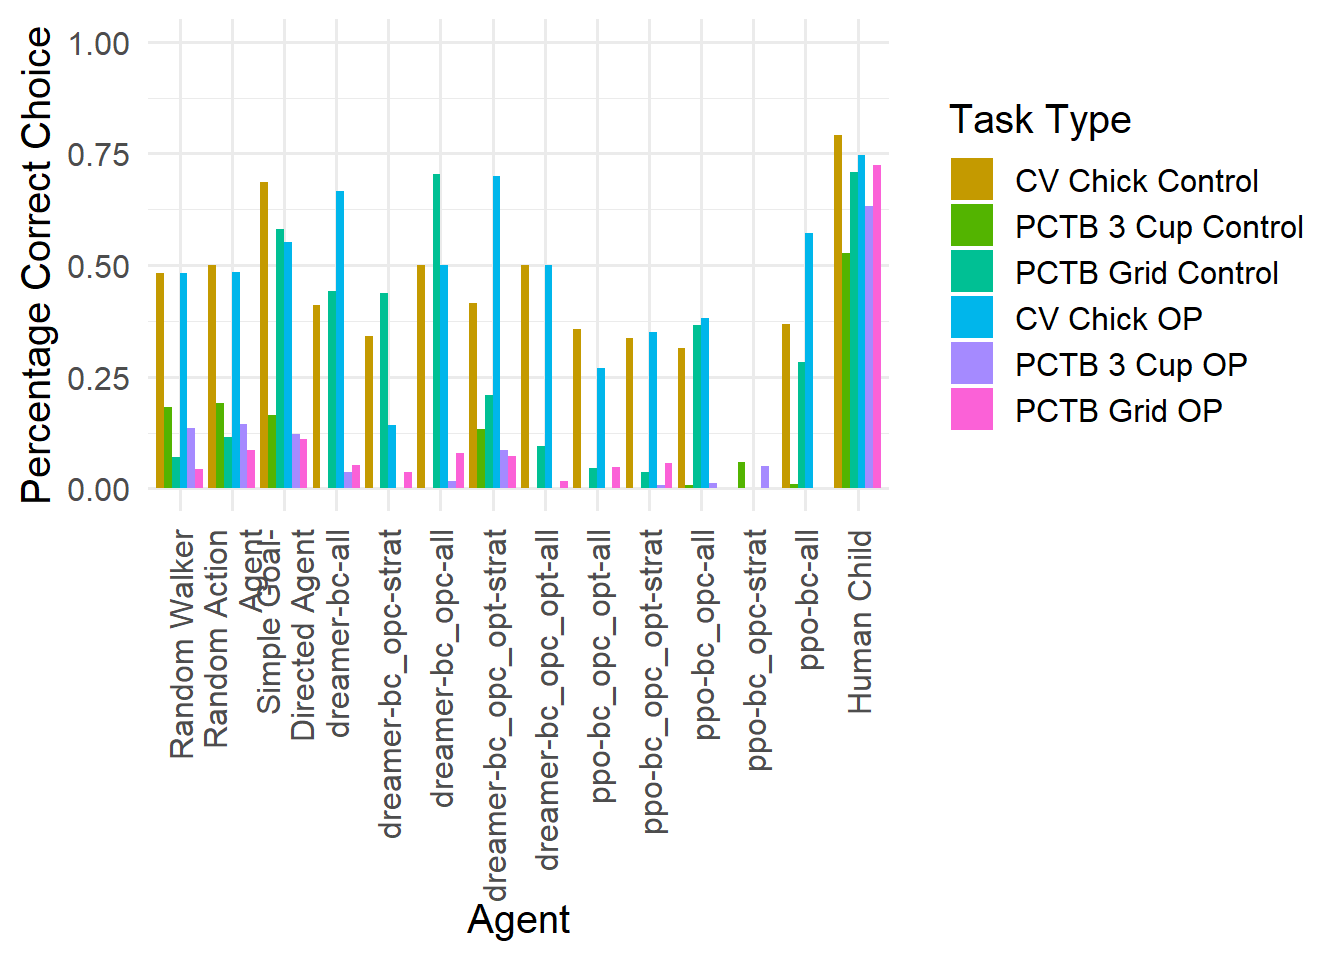 Percentage Correct Choice
1.00
0.75
0.50
0.25
0.00
Random Walker
Random Action
Agent
Simple Goal-
Directed Agent
dreamer-bc-all
dreamer-bc_opc-strat
dreamer-bc_opc-all
dreamer-bc_opc_opt-strat
dreamer-bc_opc_opt-all
ppo-bc_opc_opt-all
ppo-bc_opc_opt-strat
ppo-bc_opc-all
ppo-bc_opc-strat
ppo-bc-all
Human Child
Agent
Task Type
CV Chick Control
PCTB 3 Cup Control
PCTB Grid Control
CV Chick OP
PCTB 3 Cup OP
PCTB Grid OP